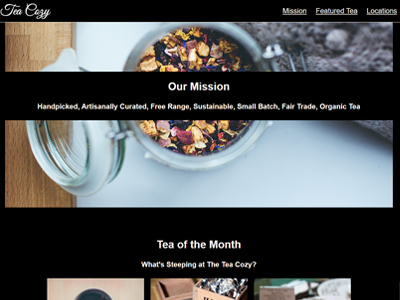 Tea Cozy
Mission Featured Tea Locations
Our Mission
Handpicked, Artisanally Curated, Free Range, Sustainable, Small Batch, Fair Trade, Organic Tea
Tea of the Month
What's Steeping at The Tea Cozy?